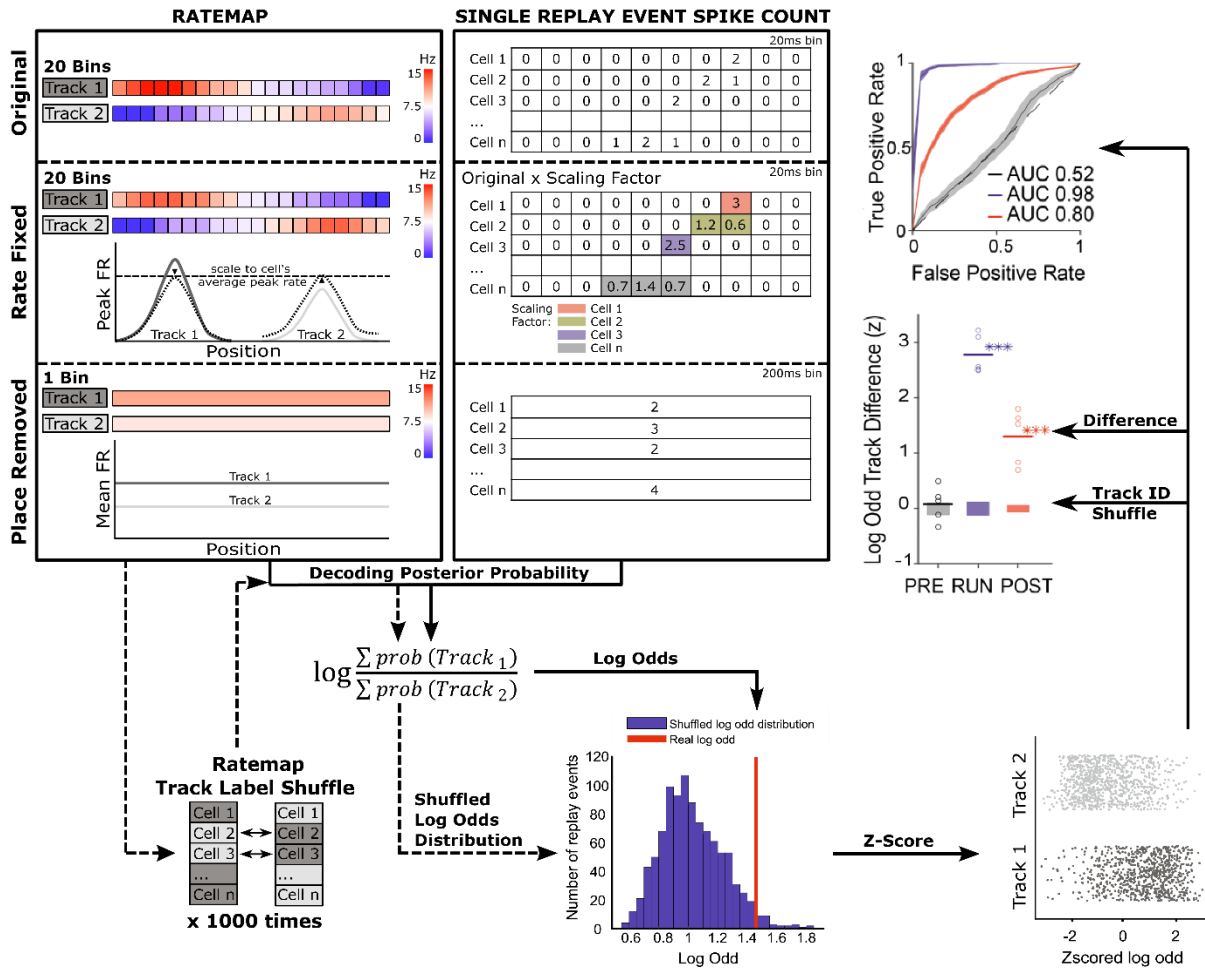 RATEMAP
SINGLE REPLAY EVENT SPIKE COUNT
Original
20 Bins
Track 1
Track 2
Hz
15
7.5
0
20ms bin
Cell 1 0 0 0 0 0 0 0 2 0 0
Cell 2 0 0 0 0 0 0 2 1 0 0
Cell 3 0 0 0 0 0 2 0 0 0 0
...
Cell n 0 0 0 1 2 1 0 0 0 0
Rate Fixed
20 Bins
Track 1
Track 2
15
7.5
0
Peak FR
scale to cell's
average peak rate
Track 1
Track 2
Position
Original x Scaling Factor
20ms bin
Cell 1 0 0 0 0 0 0 0 3 0 0
Cell 2 0 0 0 0 0 0 1.2 0.6 0 0
Cell 3 0 0 0 0 0 2.5 0 0 0 0
...
Cell n 0 0 0 0.7 1.4 0.7 0 0 0 0
Scaling
Factor:
Cell 1
Cell 2
Cell 3
Cell n
Place Removed
1 Bin
Track 1
Track 2
Hz
15
7.5
0
Mean FR
Track 1
Track 2
Position
200ms bin
Cell 1 2
Cell 2 3
Cell 3 2
...
Cell n 4
Decoding Posterior Probability
log ∑ prob (Track 1)
∑ prob (Track 2)
Log Odds
Ratemap
Track Label Shuffle
Cell 1 Cell 1
Cell 2 Cell 2
Cell 3 Cell 3
... ...
Cell n Cell n
x 1000 times
Shuffled
Log Odds
Distribution
Shuffled log odd distribution
Real log odd
Number of replay events
120
100
80
60
40
20
0
0.6 0.8 1 1.2 1.4 1.6 1.8
Log Odd
Z-Score
Track 2
Track 1
-2 0 2
Zscored log odd
True Positive Rate
1
0.5
0
0.5 1
AUC 0.52
AUC 0.98
AUC 0.80
False Positive Rate
Log Odd Track Difference (z)
3
2
1
0
-1
***
***
PRE RUN POST
Difference
Track ID
Shuffle